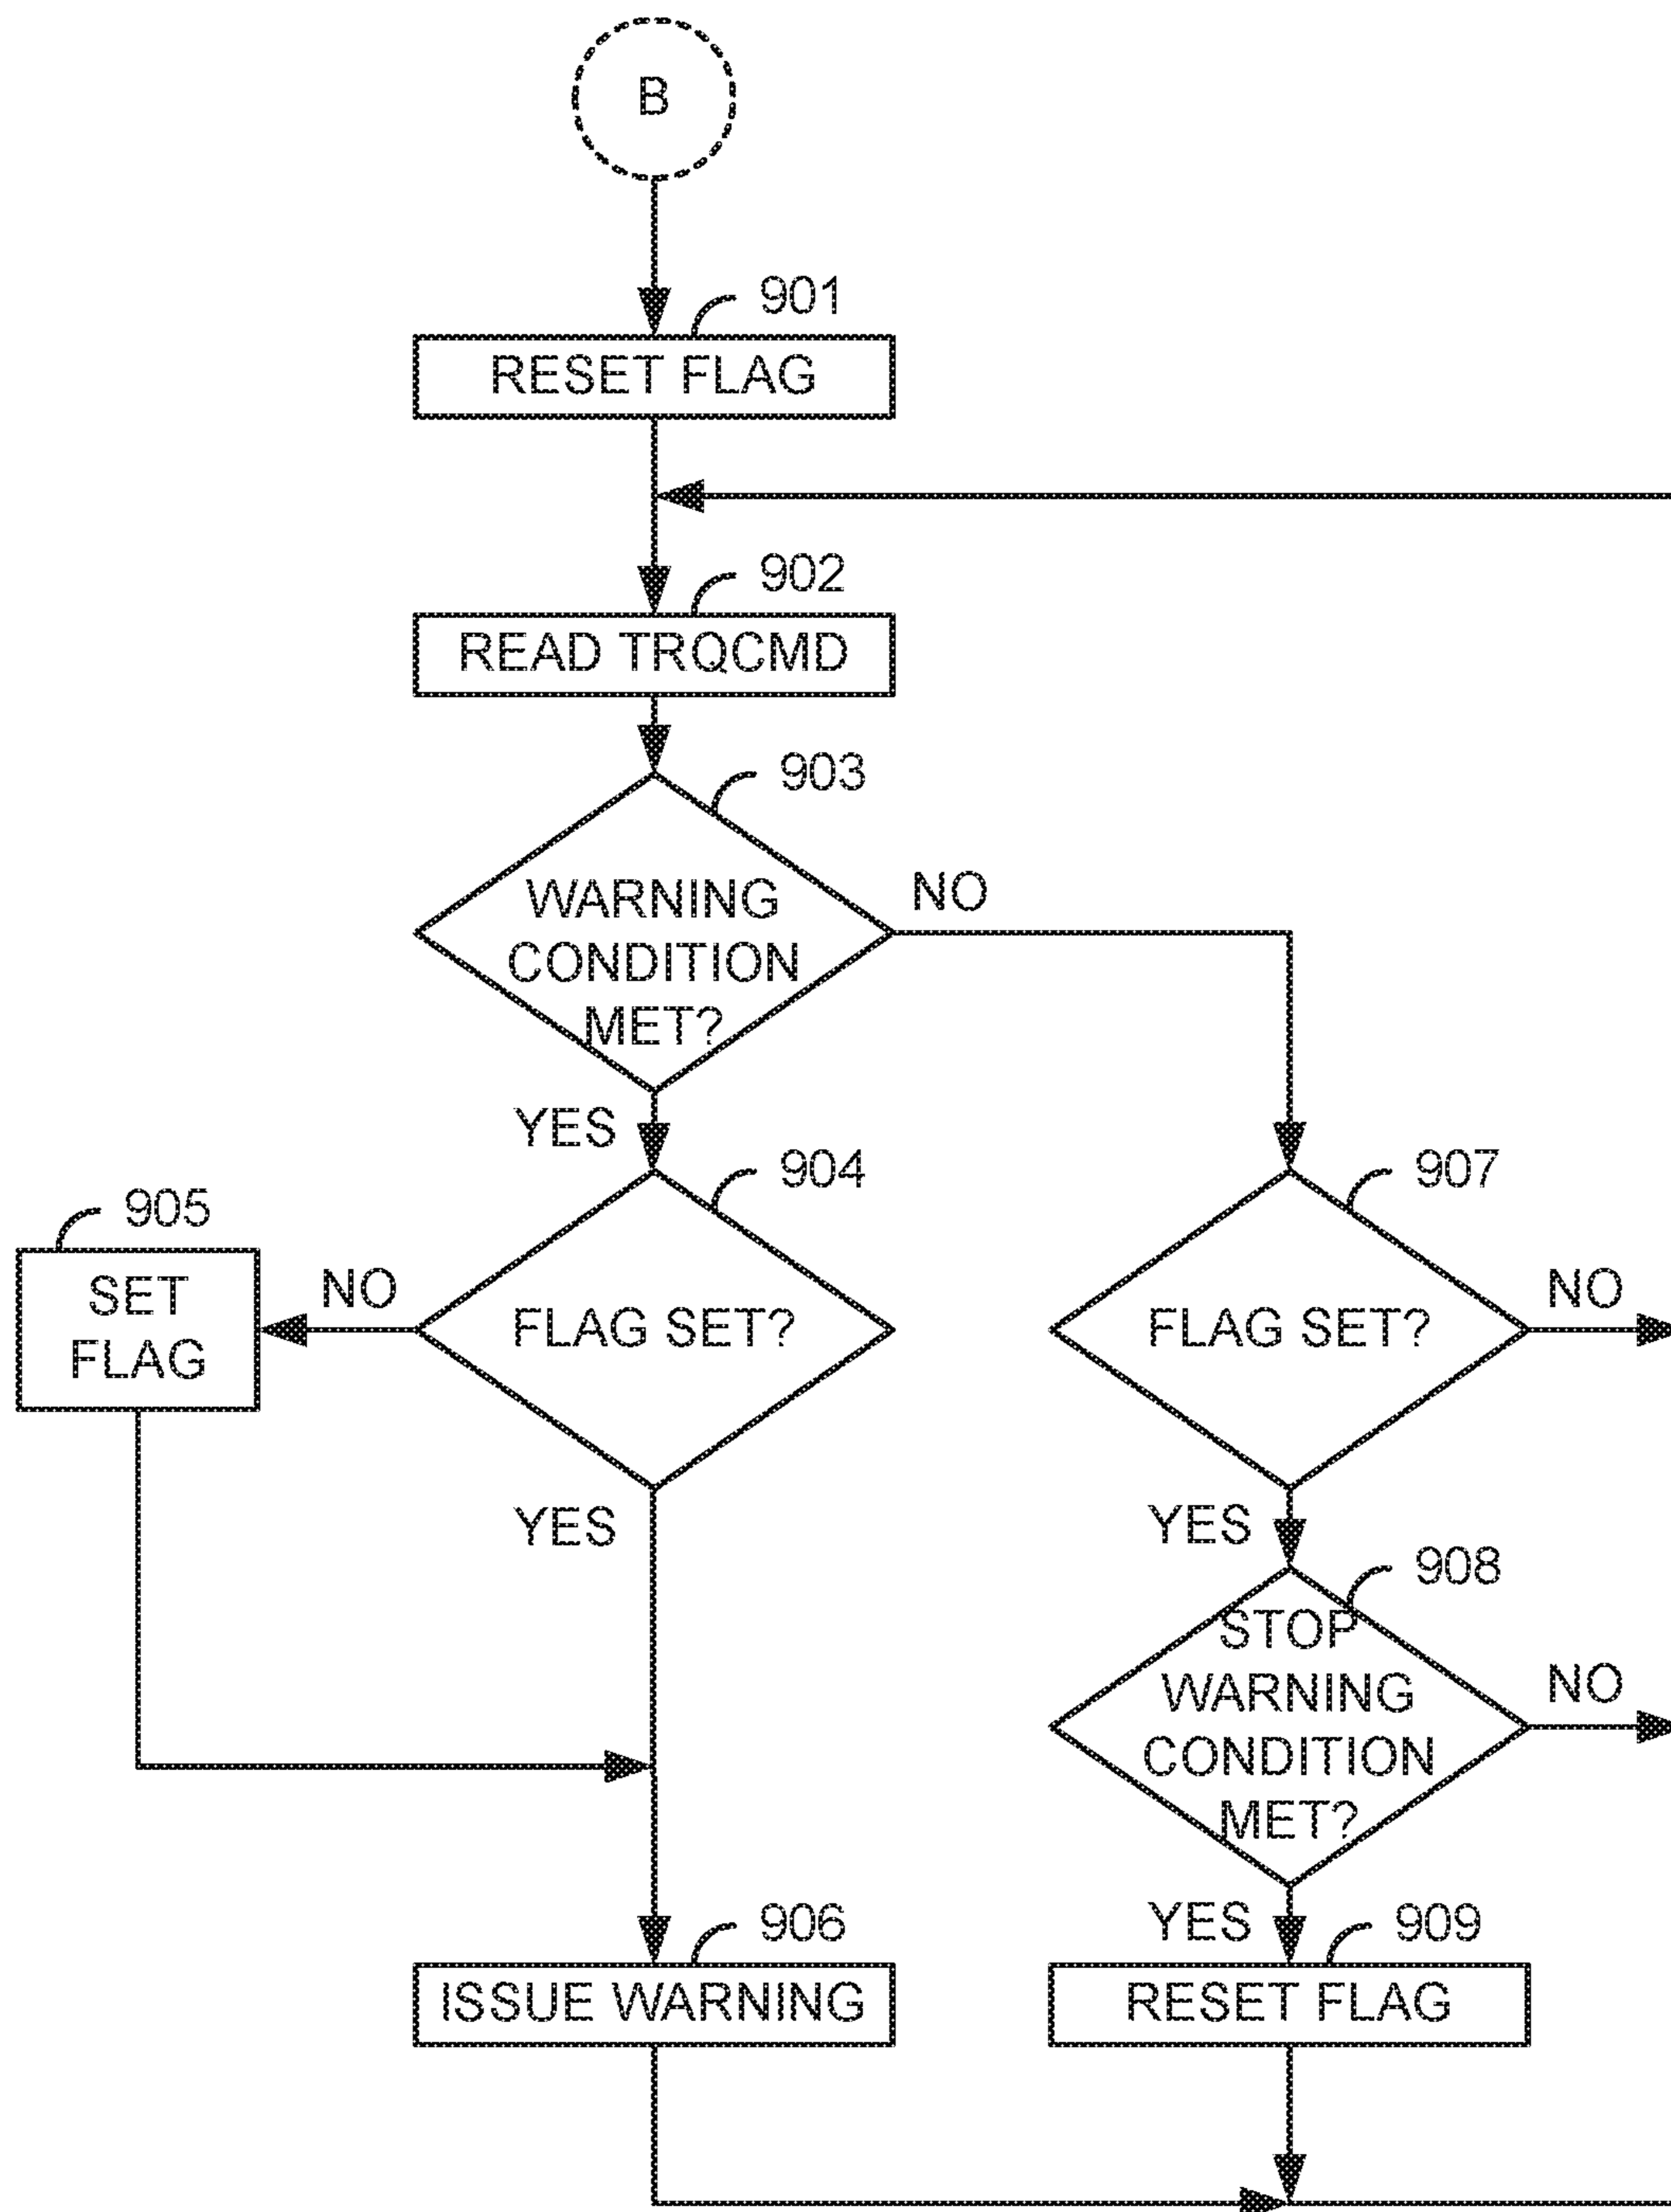 B
901
RESET FLAG
902
READ TRQCMD
903
WARNING
CONDITION
MET?
NO
YES
904
FLAG SET?
NO
905
SET
FLAG
YES
906
ISSUE WARNING
907
FLAG SET?
NO
YES
908
STOP
WARNING
CONDITION
MET?
NO
YES
909
RESET FLAG